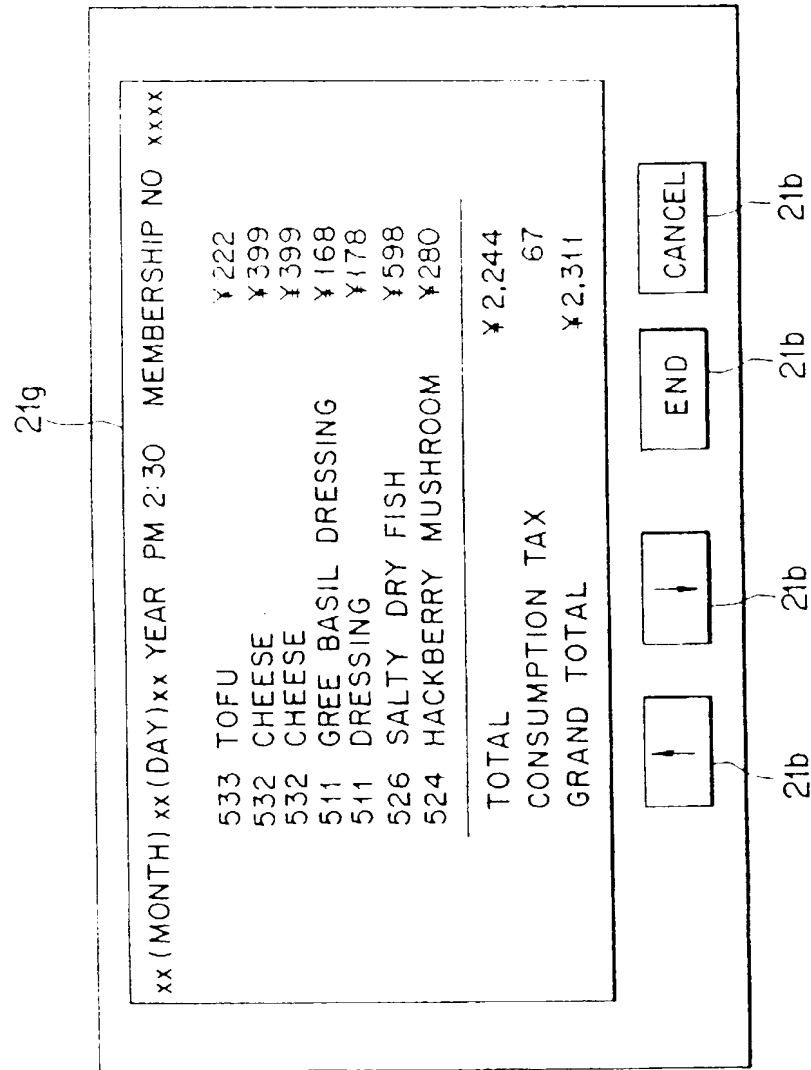 21g
xx (MONTH) xx (DAY) xx YEAR PM 2:30 MEMBERSHIP NO xxxx
533 TOFU ¥222
532 CHEESE ¥399
532 CHEESE ¥399
511 GREE BASIL DRESSING ¥168
511 DRESSING ¥178
526 SALTY DRY FISH ¥598
524 HACKBERRY MUSHROOM ¥280
TOTAL ¥2,244
CONSUMPTION TAX 67
GRAND TOTAL ¥2,311
↑ ↓ END CANCEL
21b 21b 21b 21b